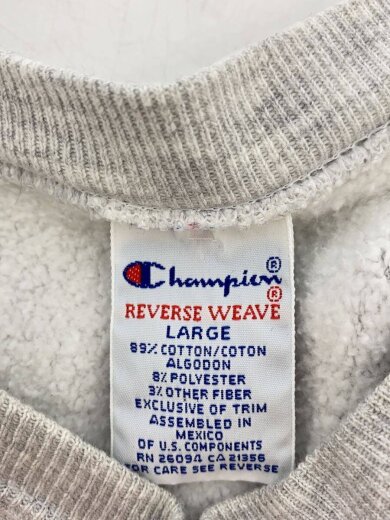 Champion®
®
REVERSE WEAVE
LARGE
89% COTTON/COTON
ALGODON
8% POLYESTER
3% OTHER FIBER
EXCLUSIVE OF TRIM
ASSEMBLED IN
MEXICO
OF U.S. COMPONENTS
RN 26094 CA 21356
FOR CARE SEE REVERSE